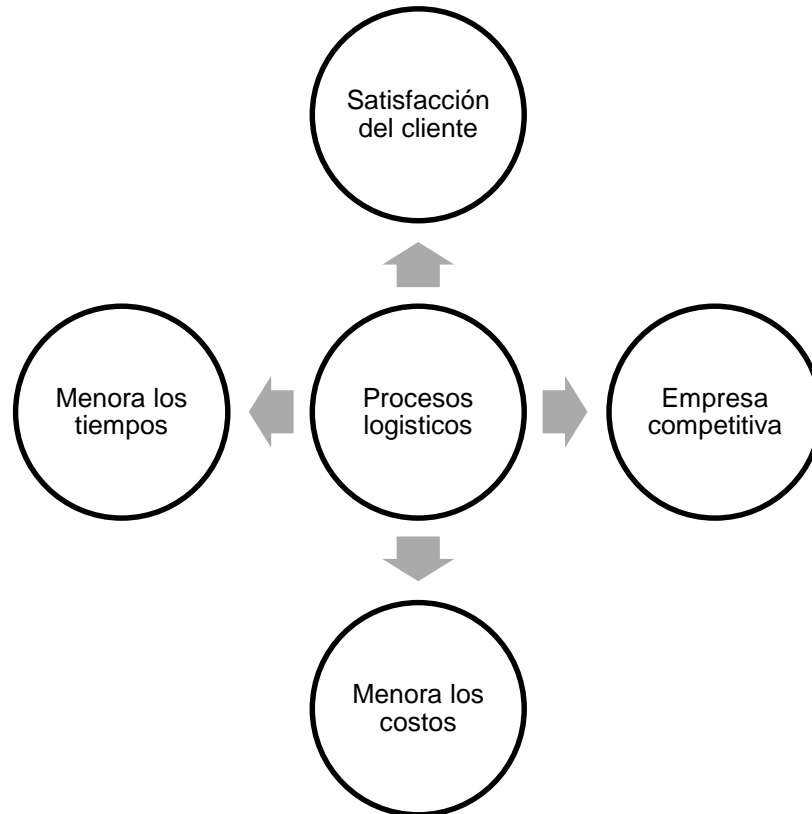 Satisfacción
del cliente
Menora los
tiempos
Procesos
logisticos
Empresa
competitiva
Menora los
costos